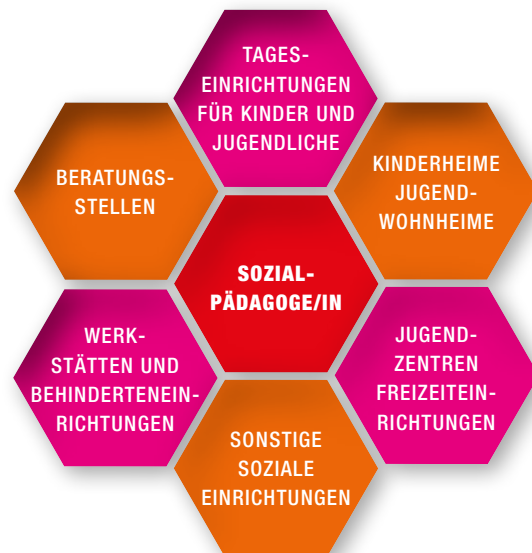 TAGES-
EINRICHTUNGEN
FÜR KINDER UND
JUGENDLICHE
BERATUNGS-
STELLEN
KINDERHEIME
JUGEND-
WOHNHEIME
SOZIAL-
PÄDAGOGE/IN
WERK-
STÄTTEN UND
BEHINDERTENEIN-
RICHTUNGEN
JUGEND-
ZENTREN
FREIZEITEIN-
RICHTUNGEN
SONSTIGE
SOZIALE
EINRICHTUNGEN